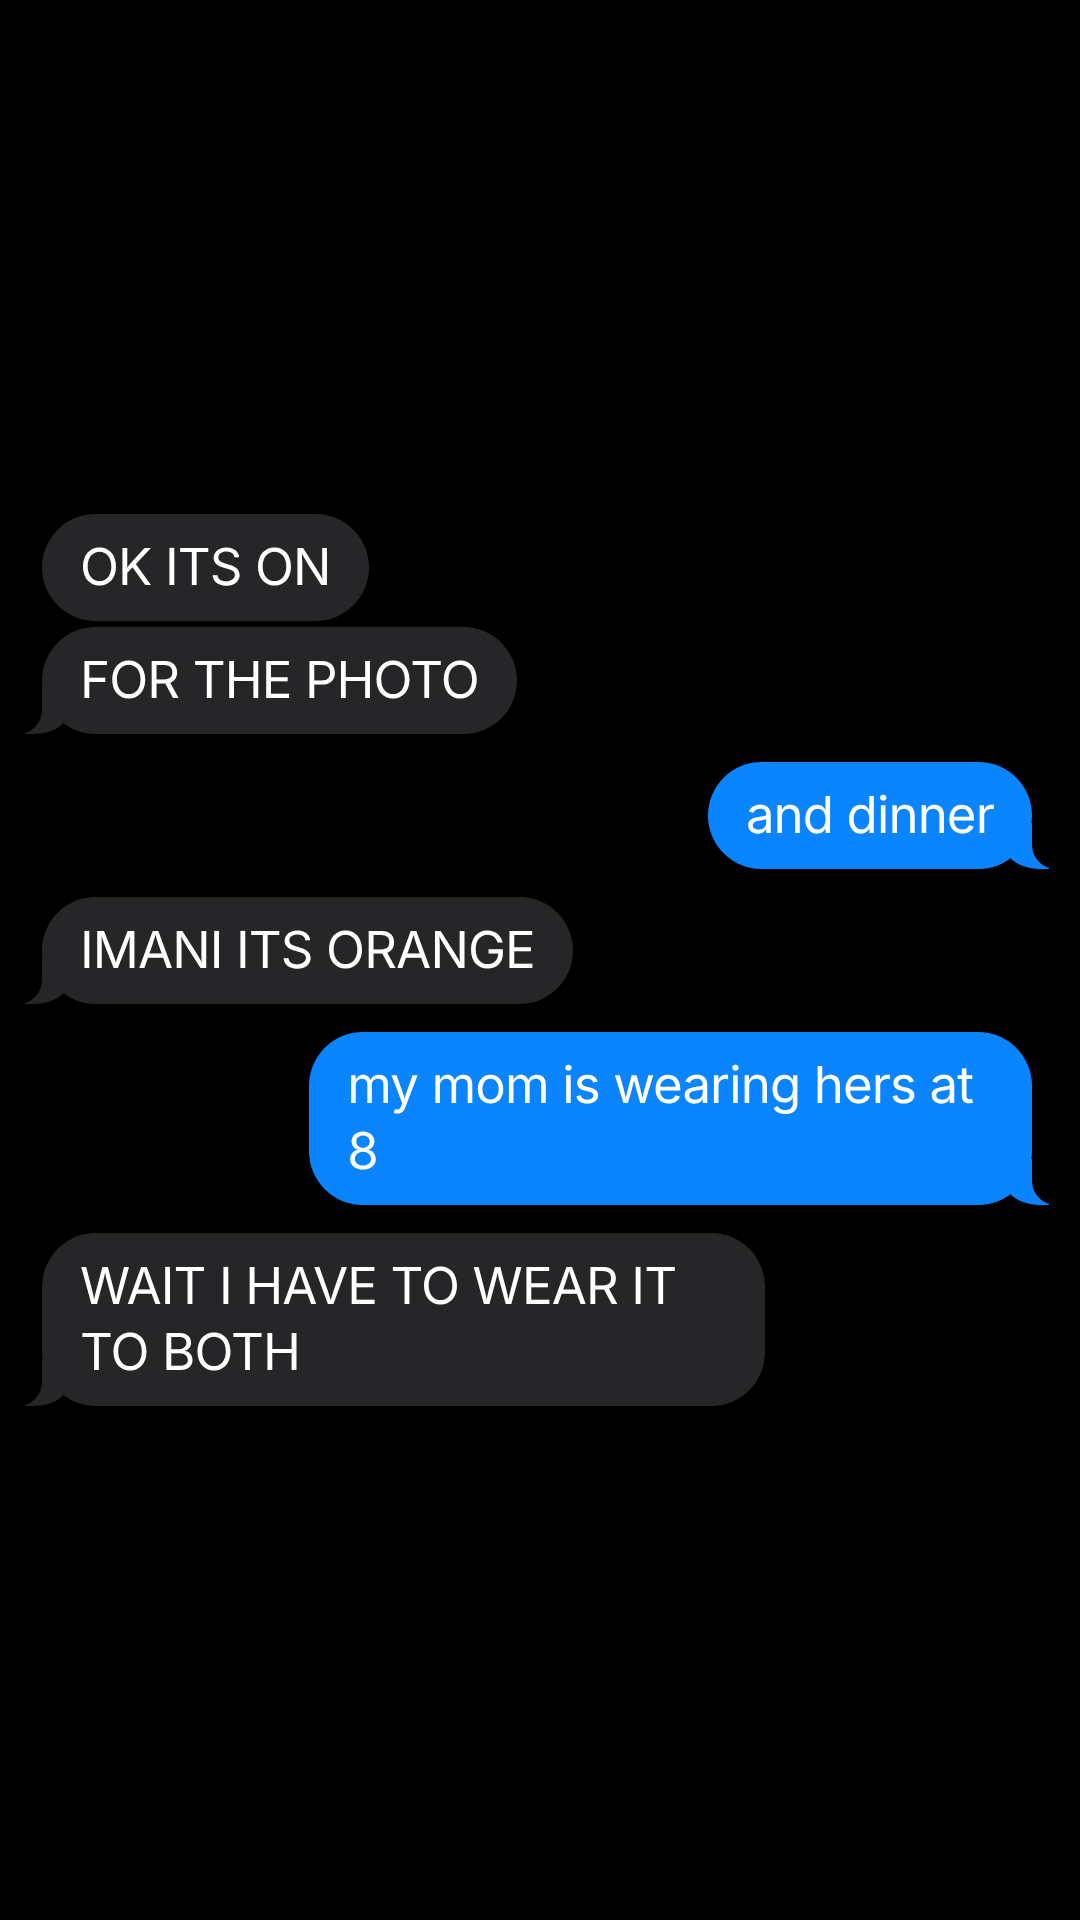 OK ITS ON
FOR THE PHOTO
and dinner
IMANI ITS ORANGE
my mom is wearing hers at
8
WAIT I HAVE TO WEAR IT
TO BOTH